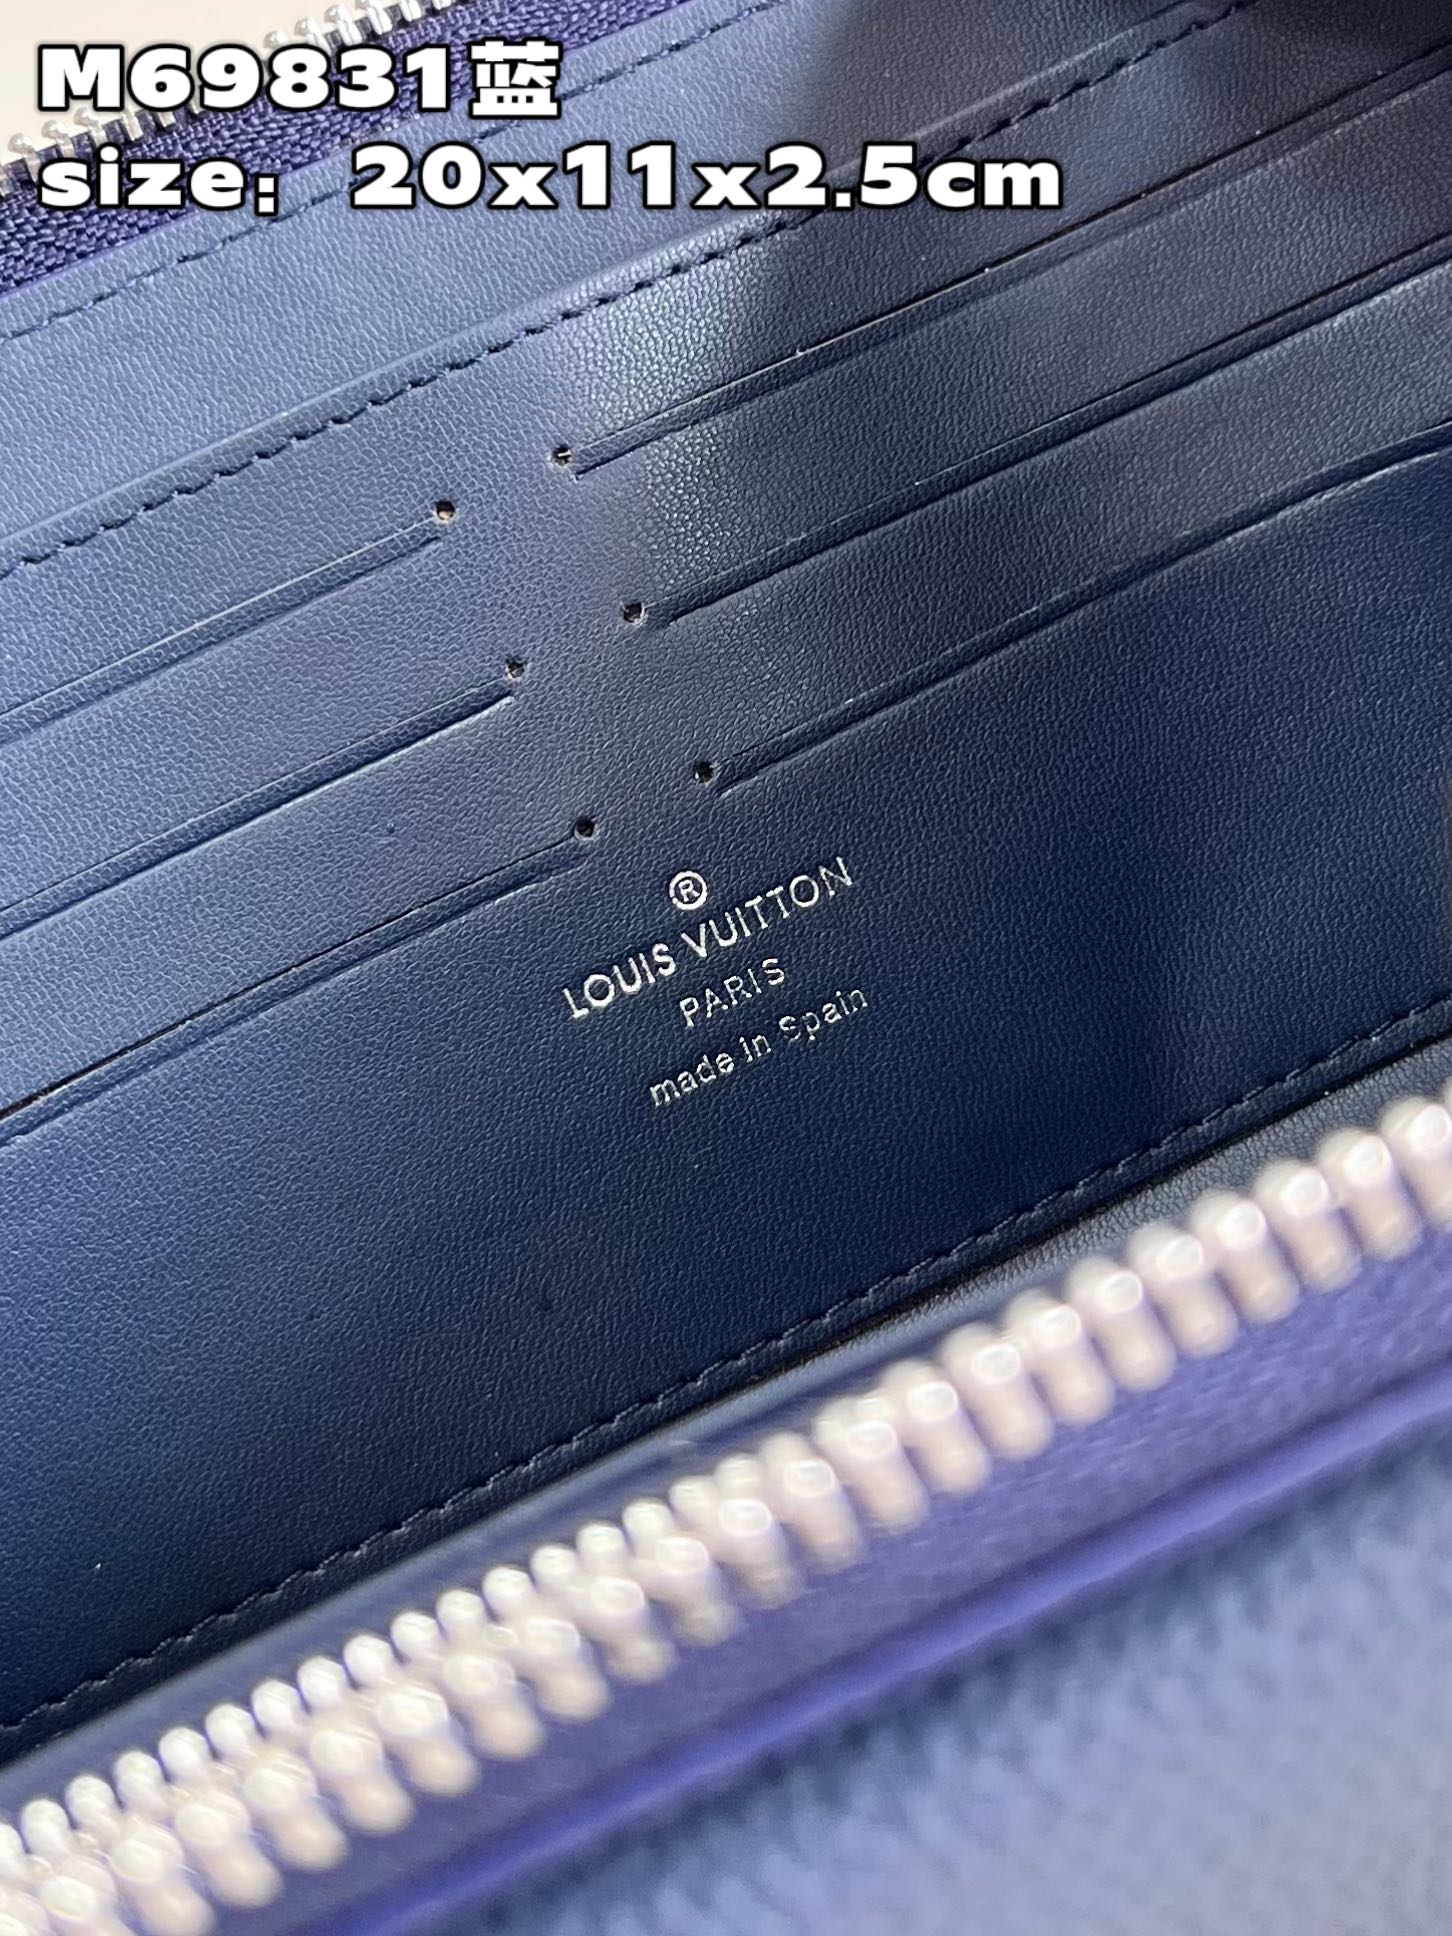 M69831蓝
size：20x11x2.5cm
®
LOUIS VUITTON
PARIS
made in Spain